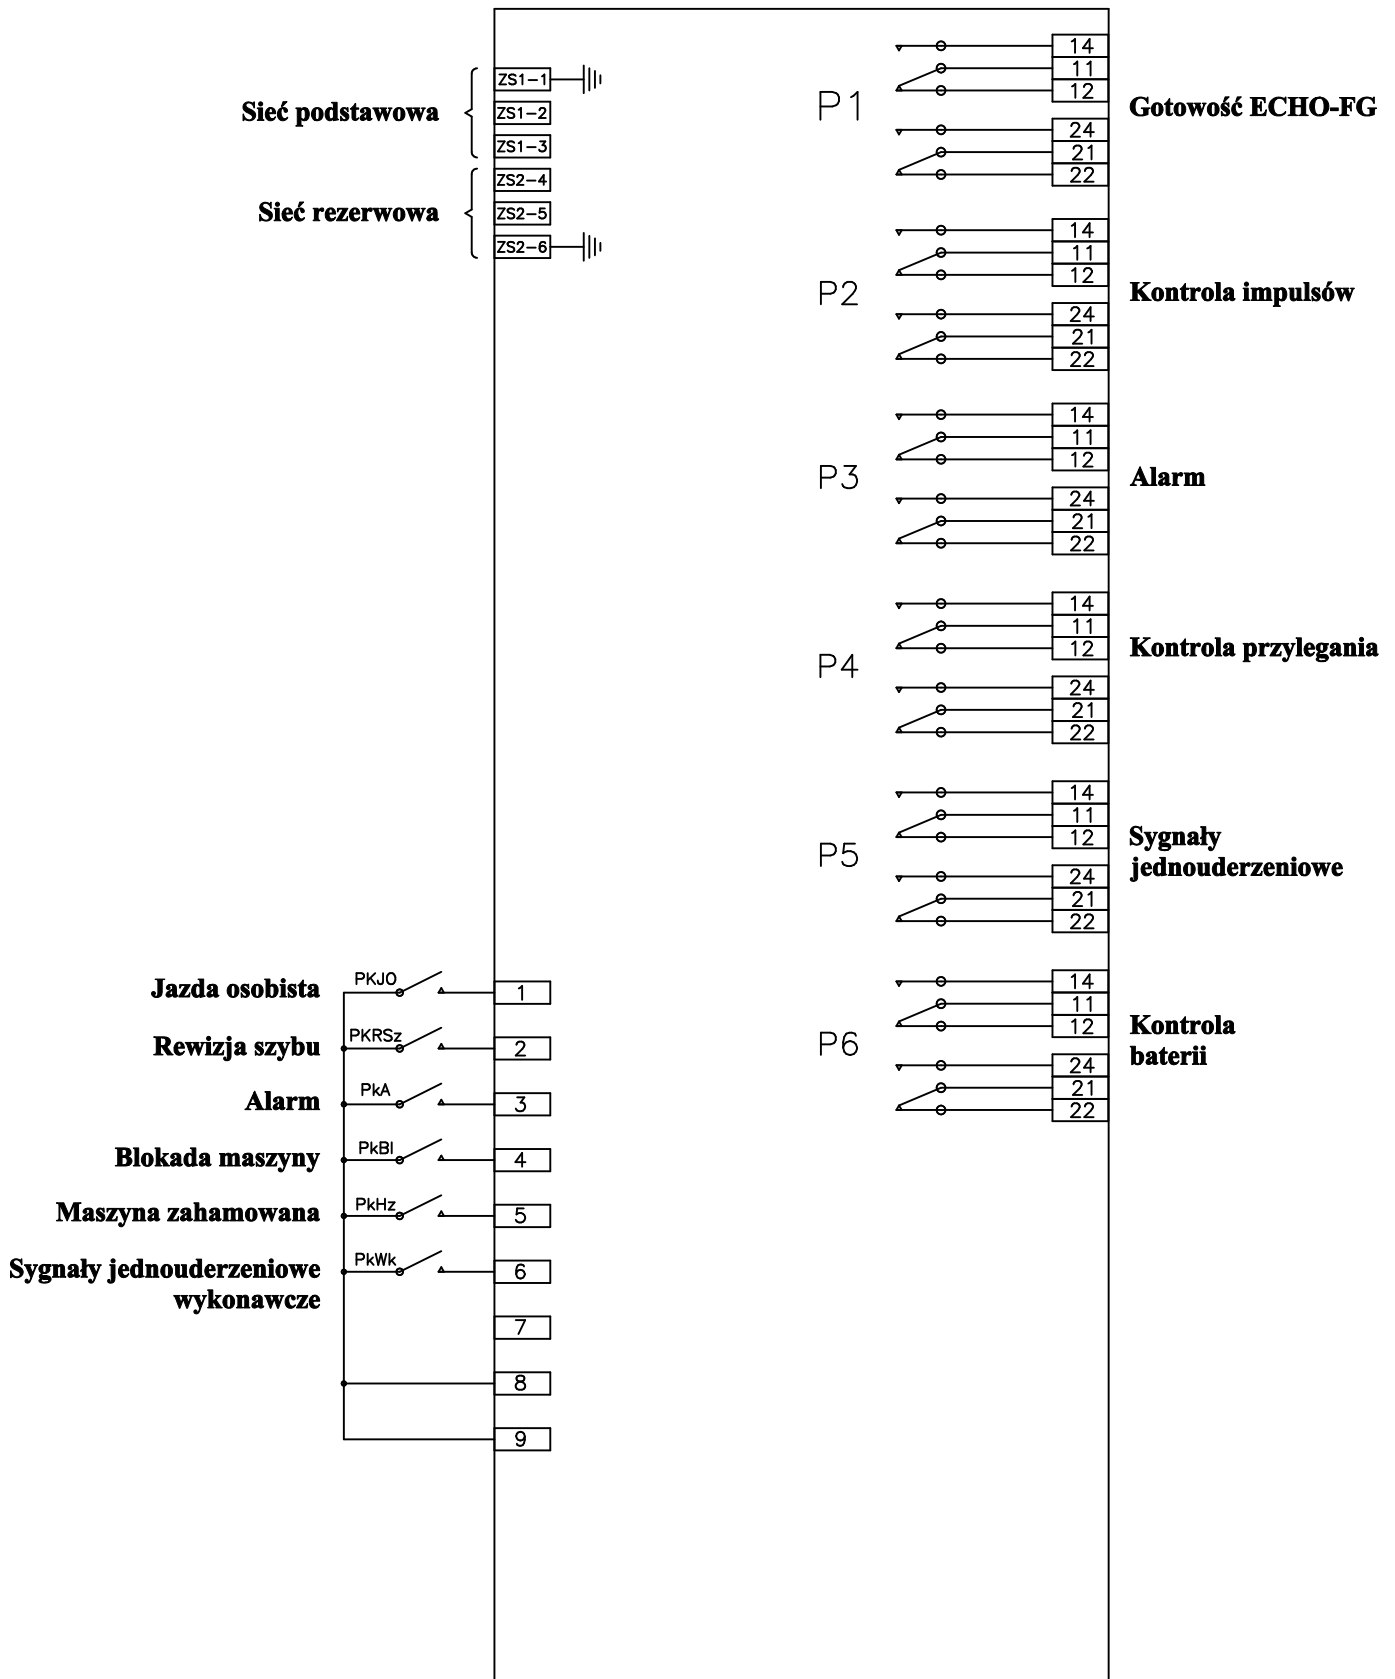 Sieć podstawowa
ZS1-1
ZS1-2
ZS1-3
Sieć rezerwowa
ZS2-4
ZS2-5
ZS2-6
P1
14
11
12
24
21
22
Gotowość ECHO-FG
P2
14
11
12
24
21
22
Kontrola impulsów
P3
14
11
12
24
21
22
Alarm
P4
14
11
12
24
21
22
Kontrola przylegania
P5
14
11
12
24
21
22
Sygnały
jednouderzeniowe
P6
14
11
12
24
21
22
Kontrola
baterii
Jazda osobista PKJO 1
Rewizja szybu PKRSz 2
Alarm PkA 3
Blokada maszyny PkBl 4
Maszyna zahamowana PkHz 5
Sygnały jednouderzeniowe PkWk 6
wykonawcze
7
8
9